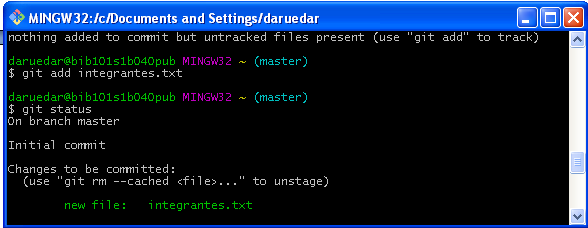 MINGW32:/c/Documents and Settings/daruedar
nothing added to commit but untracked files present (use "git add" to track)
daruedar@bib101s1b040pub MINGW32 ~ (master)
$ git add integrantes.txt
daruedar@bib101s1b040pub MINGW32 ~ (master)
$ git status
On branch master
Initial commit
Changes to be committed:
(use "git rm --cached <file>..." to unstage)
new file: integrantes.txt